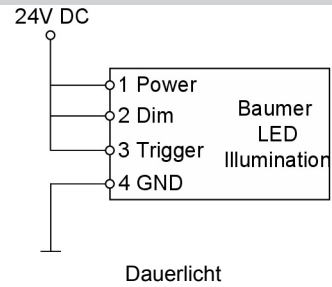 24V DC
1 Power
2 Dim
3 Trigger
4 GND
Baumer
LED
Illumination
Dauerlicht